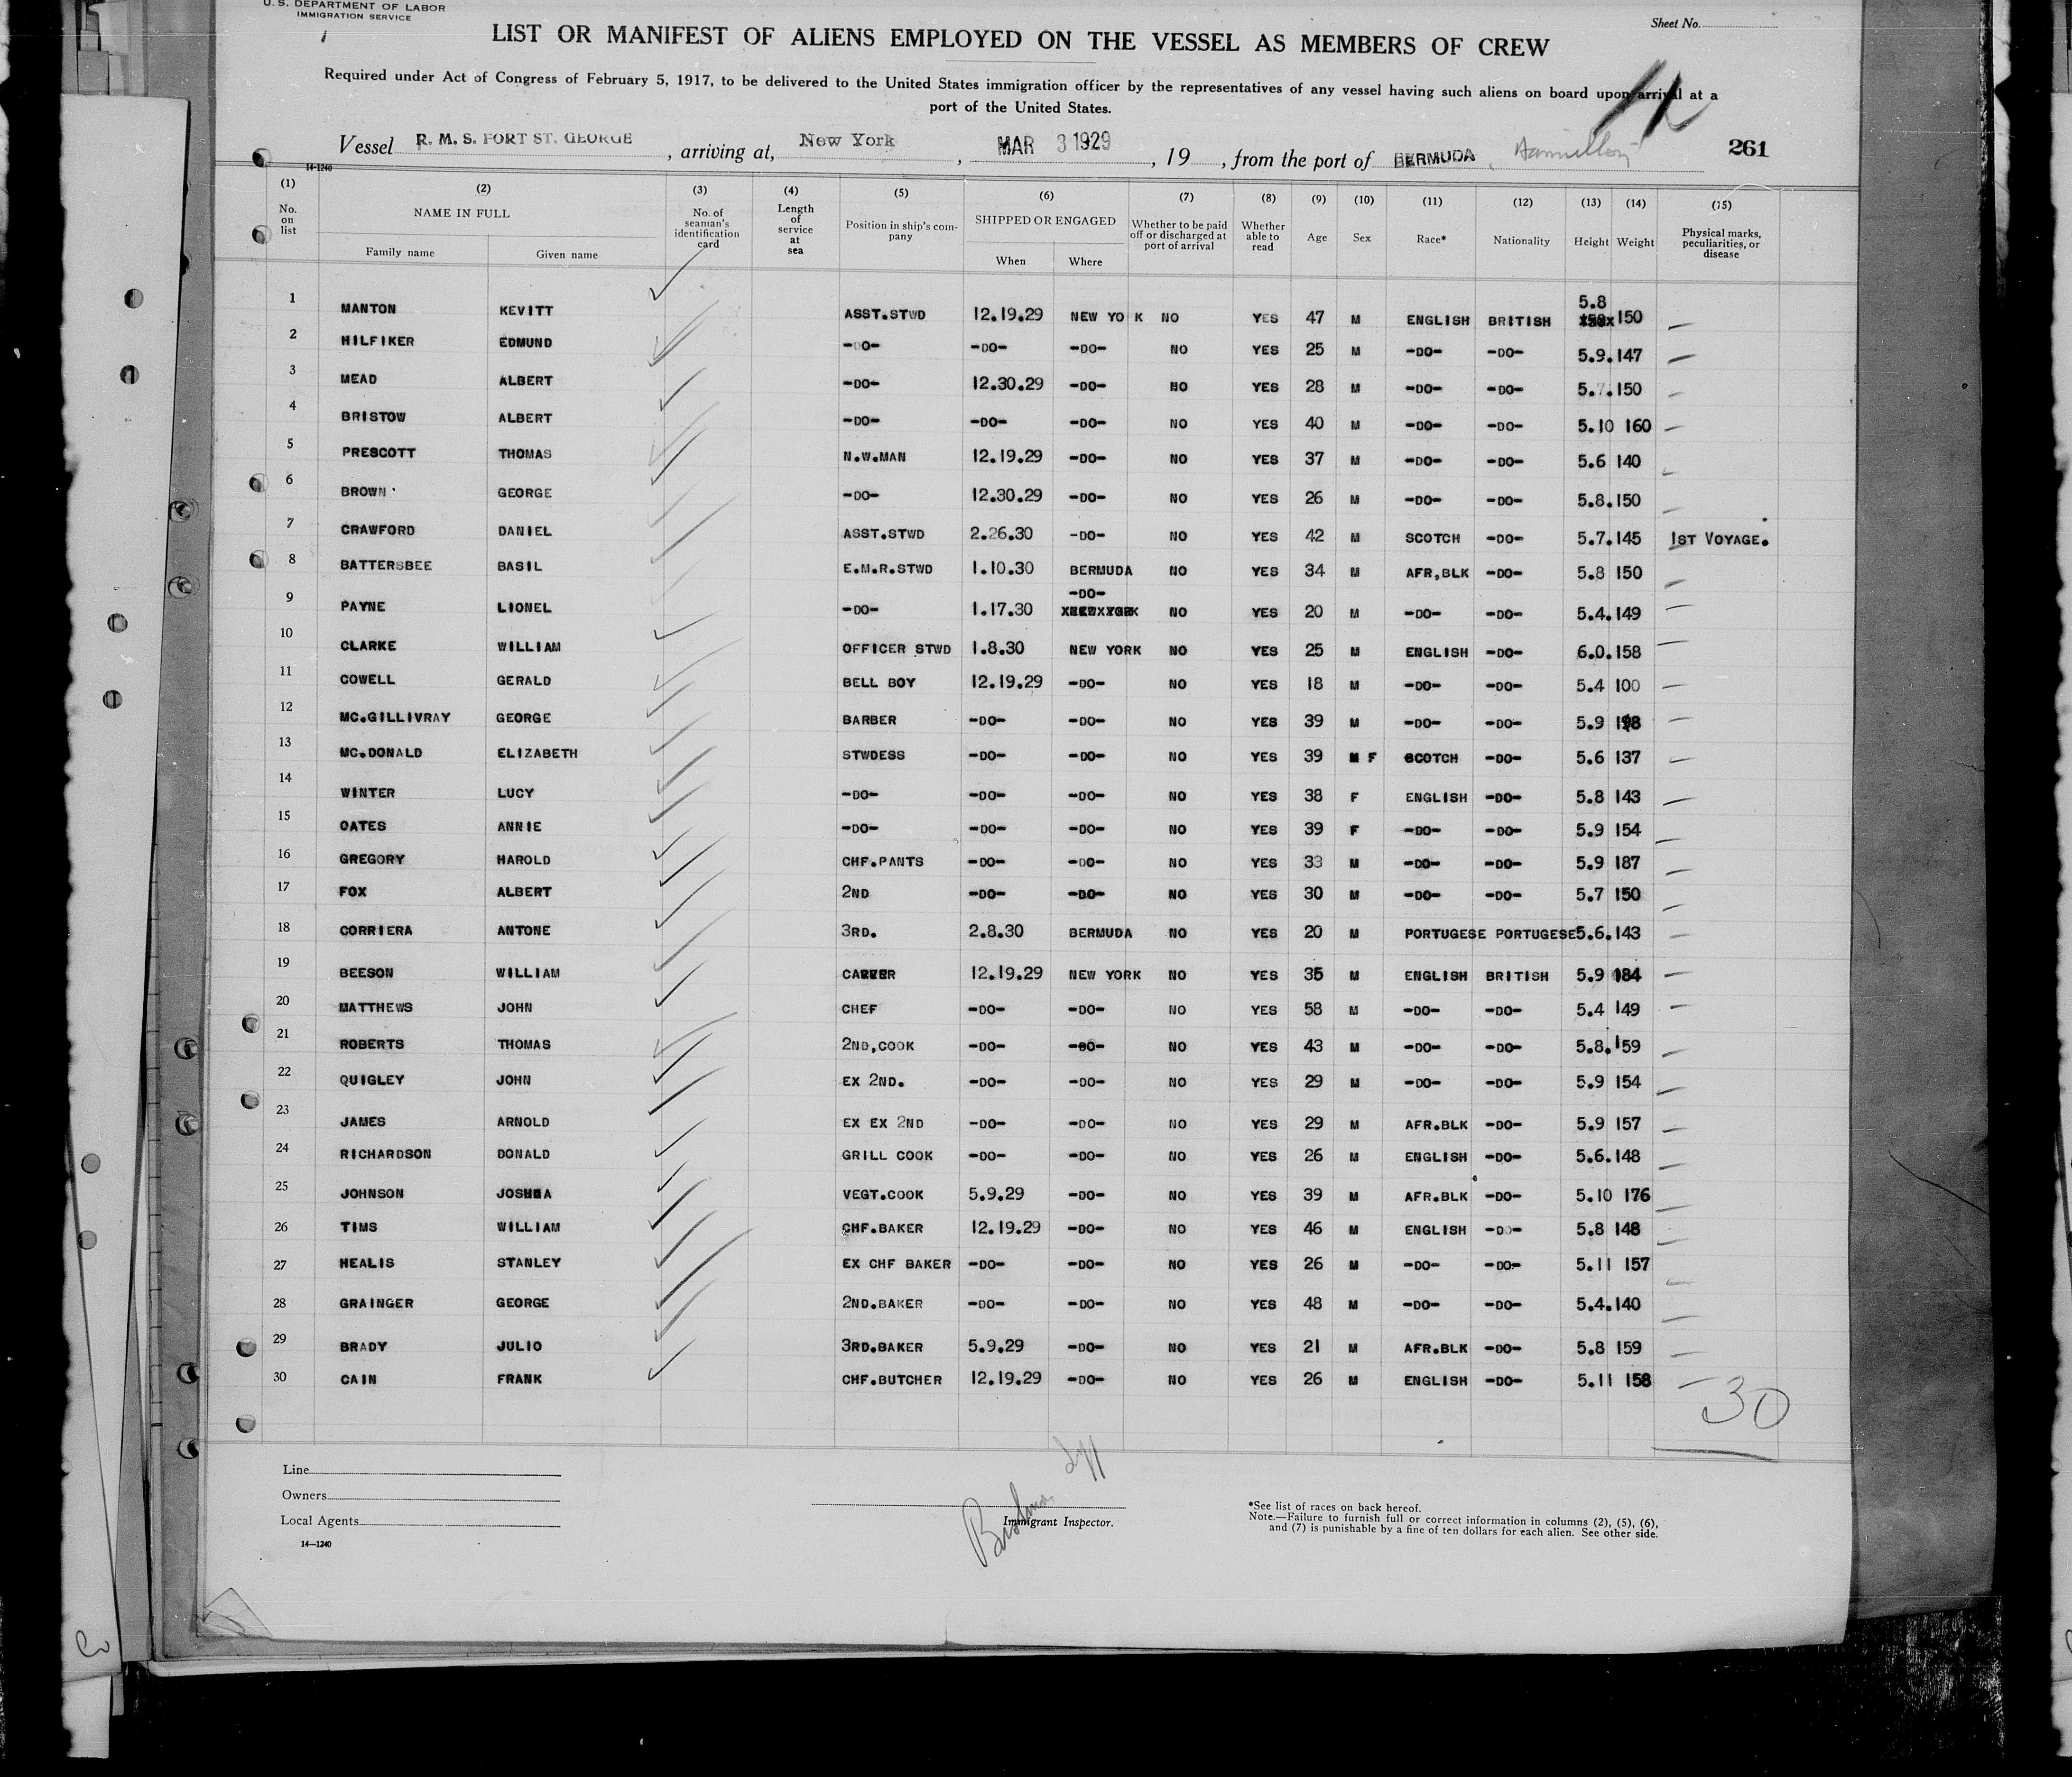 U. S. DEPARTMENT OF LABOR
IMMIGRATION SERVICE
Sheet No.
LIST OR MANIFEST OF ALIENS EMPLOYED ON THE VESSEL AS MEMBERS OF CREW
Required under Act of Congress of February 5, 1917, to be delivered to the United States immigration officer by the representatives of any vessel having such aliens on board upon arrival at a
port of the United States.
Vessel R. M. S. FORT ST. GEORGE, arriving at, New York, MAR 3 1929, 19, from the port of BERMUDA, Hamilton 261
14-1240
(1) (2) (3) (4) (5) (6) (7) (8) (9) (10) (11) (12) (13) (14) (15)
No. on list NAME IN FULL Family name Given name No. of seaman's identification card Length of service at sea Position in ship's company SHIPPED OR ENGAGED When Where Whether to be paid off or discharged at port of arrival Whether able to read Age Sex Race* Nationality Height Weight Physical marks, peculiarities, or disease
1 MANTON KEVITT ASST.STWD 12.19.29 NEW YO K NO YES 47 M ENGLISH BRITISH 5.8 150
2 HILFIKER EDMUND -DO- -DO- -DO- NO YES 25 M -DO- -DO- 5.9. 147
3 MEAD ALBERT -DO- 12.30.29 -DO- NO YES 28 M -DO- -DO- 5.7. 150
4 BRISTOW ALBERT -DO- -DO- -DO- NO YES 40 M -DO- -DO- 5.10 160
5 PRESCOTT THOMAS N.W.MAN 12.19.29 -DO- NO YES 37 M -DO- -DO- 5.6 140
6 BROWN GEORGE -DO- 12.30.29 -DO- NO YES 26 M -DO- -DO- 5.8. 150
7 CRAWFORD DANIEL ASST.STWD 2.26.30 -DO- NO YES 42 M SCOTCH -DO- 5.7. 145 1ST VOYAGE.
8 BATTERSBEE BASIL E.M.R.STWD 1.10.30 BERMUDA NO YES 34 M AFR,BLK -DO- 5.8 150
9 PAYNE LIONEL -DO- 1.17.30 -DO- NO YES 20 M -DO- -DO- 5.4. 149
10 CLARKE WILLIAM OFFICER STWD 1.8.30 NEW YORK NO YES 25 M ENGLISH -DO- 6.0. 158
11 COWELL GERALD BELL BOY 12.19.29 -DO- NO YES 18 M -DO- -DO- 5.4 100
12 MC.GILLIVRAY GEORGE BARBER -DO- -DO- NO YES 39 M -DO- -DO- 5.9 198
13 MC.DONALD ELIZABETH STWDESS -DO- -DO- NO YES 39 M F SCOTCH -DO- 5.6 137
14 WINTER LUCY -DO- -DO- -DO- NO YES 38 F ENGLISH -DO- 5.8 143
15 OATES ANNIE -DO- -DO- -DO- NO YES 39 F -DO- -DO- 5.9 154
16 GREGORY HAROLD CHF.PANTS -DO- -DO- NO YES 33 M -DO- -DO- 5.9 187
17 FOX ALBERT 2ND -DO- -DO- NO YES 30 M -DO- -DO- 5.7 150
18 CORRIERA ANTONE 3RD. 2.8.30 BERMUDA NO YES 20 M PORTUGESE PORTUGESE 5.6. 143
19 BEESON WILLIAM 12.19.29 NEW YORK NO YES 35 M ENGLISH BRITISH 5.9 184
20 MATTHEWS JOHN CHEF -DO- -DO- NO YES 58 M -DO- -DO- 5.4 149
21 ROBERTS THOMAS 2ND,COOK -DO- -DO- NO YES 43 M -DO- -DO- 5.8. 159
22 QUIGLEY JOHN EX 2ND. -DO- -DO- NO YES 29 M -DO- -DO- 5.9 154
23 JAMES ARNOLD EX EX 2ND -DO- -DO- NO YES 29 M AFR.BLK -DO- 5.9 157
24 RICHARDSON DONALD GRILL COOK -DO- -DO- NO YES 26 M ENGLISH -DO- 5.6. 148
25 JOHNSON JOSHUA VEGT.COOK 5.9.29 -DO- NO YES 39 M AFR.BLK -DO- 5.10 176
26 TIMS WILLIAM CHF.BAKER 12.19.29 -DO- NO YES 46 M ENGLISH -DO- 5.8 148
27 HEALIS STANLEY EX CHF BAKER -DO- -DO- NO YES 26 M -DO- -DO- 5.11 157
28 GRAINGER GEORGE 2ND.BAKER -DO- -DO- NO YES 48 M -DO- -DO- 5.4. 140
29 BRADY JULIO 3RD.BAKER 5.9.29 -DO- NO YES 21 M AFR.BLK -DO- 5.8 159
30 CAIN FRANK CHF.BUTCHER 12.19.29 -DO- NO YES 26 M ENGLISH -DO- 5.11 158
30
Line
Owners
Local Agents
14—1240
Immigrant Inspector.
*See list of races on back hereof.
Note.—Failure to furnish full or correct information in columns (2), (5), (6),
and (7) is punishable by a fine of ten dollars for each alien. See other side.